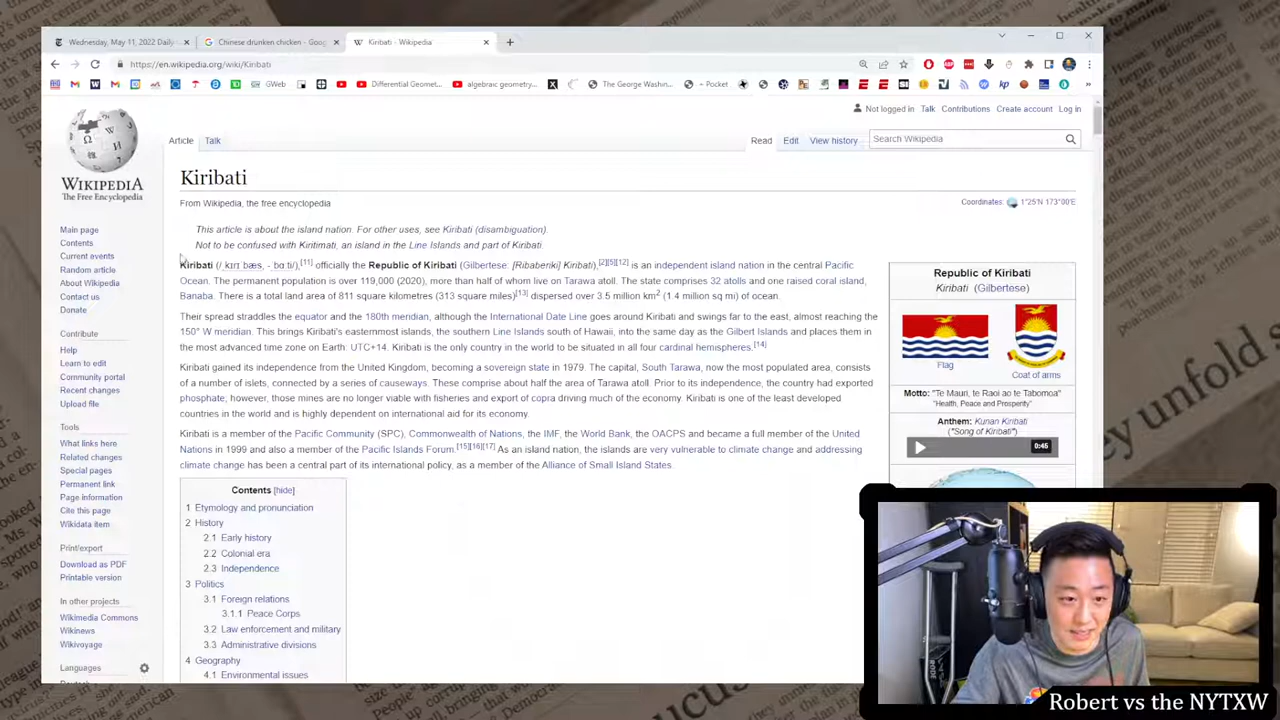 Wednesday, May 11, 2022 Daily
Chinese drunken chicken - Goog
Kiribati - Wikipedia
https://en.wikipedia.org/wiki/Kiribati
GWeb
Differential Geomet...
algebraic geometry...
The George Washin...
~ Pocket
Not logged in Talk Contributions Create account Log in
WIKIPEDIA
The Free Encyclopedia
Article Talk
Read Edit View history
Search Wikipedia
Kiribati
From Wikipedia, the free encyclopedia
Coordinates: 1°25′N 173°00′E
This article is about the island nation. For other uses, see Kiribati (disambiguation).
Not to be confused with Kiritimati, an island in the Line Islands and part of Kiribati.
Kiribati (/ˌkɪrɪˈbæs, -ˈbɑːti/),[11] officially the Republic of Kiribati (Gilbertese: [Ribaberiki] Kiribati),[2][5][12] is an independent island nation in the central Pacific
Ocean. The permanent population is over 119,000 (2020), more than half of whom live on Tarawa atoll. The state comprises 32 atolls and one raised coral island,
Banaba. There is a total land area of 811 square kilometres (313 square miles)[13] dispersed over 3.5 million km2 (1.4 million sq mi) of ocean.
Their spread straddles the equator and the 180th meridian, although the International Date Line goes around Kiribati and swings far to the east, almost reaching the
150° W meridian. This brings Kiribati's easternmost islands, the southern Line Islands south of Hawaii, into the same day as the Gilbert Islands and places them in
the most advanced time zone on Earth: UTC+14. Kiribati is the only country in the world to be situated in all four cardinal hemispheres.[14]
Kiribati gained its independence from the United Kingdom, becoming a sovereign state in 1979. The capital, South Tarawa, now the most populated area, consists
of a number of islets, connected by a series of causeways. These comprise about half the area of Tarawa atoll. Prior to its independence, the country had exported
phosphate; however, those mines are no longer viable with fisheries and export of copra driving much of the economy. Kiribati is one of the least developed
countries in the world and is highly dependent on international aid for its economy.
Kiribati is a member of the Pacific Community (SPC), Commonwealth of Nations, the IMF, the World Bank, the OACPS and became a full member of the United
Nations in 1999 and also a member of the Pacific Islands Forum.[15][16][17] As an island nation, the islands are very vulnerable to climate change and addressing
climate change has been a central part of its international policy, as a member of the Alliance of Small Island States.
Contents [hide]
1 Etymology and pronunciation
2 History
2.1 Early history
2.2 Colonial era
2.3 Independence
3 Politics
3.1 Foreign relations
3.1.1 Peace Corps
3.2 Law enforcement and military
3.3 Administrative divisions
4 Geography
4.1 Environmental issues
Republic of Kiribati
Kiribati (Gilbertese)
Flag
Coat of arms
Motto: "Te Mauri, te Raoi ao te Tabomoa"
"Health, Peace and Prosperity"
Anthem: Kunan Kiribati
("Song of Kiribati")
0:45
Main page
Contents
Current events
Random article
About Wikipedia
Contact us
Donate
Contribute
Help
Learn to edit
Community portal
Recent changes
Upload file
Tools
What links here
Related changes
Special pages
Permanent link
Page information
Cite this page
Wikidata item
Print/export
Download as PDF
Printable version
In other projects
Wikimedia Commons
Wikinews
Wikivoyage
Languages
they unfold s
Robert vs the NYTXW